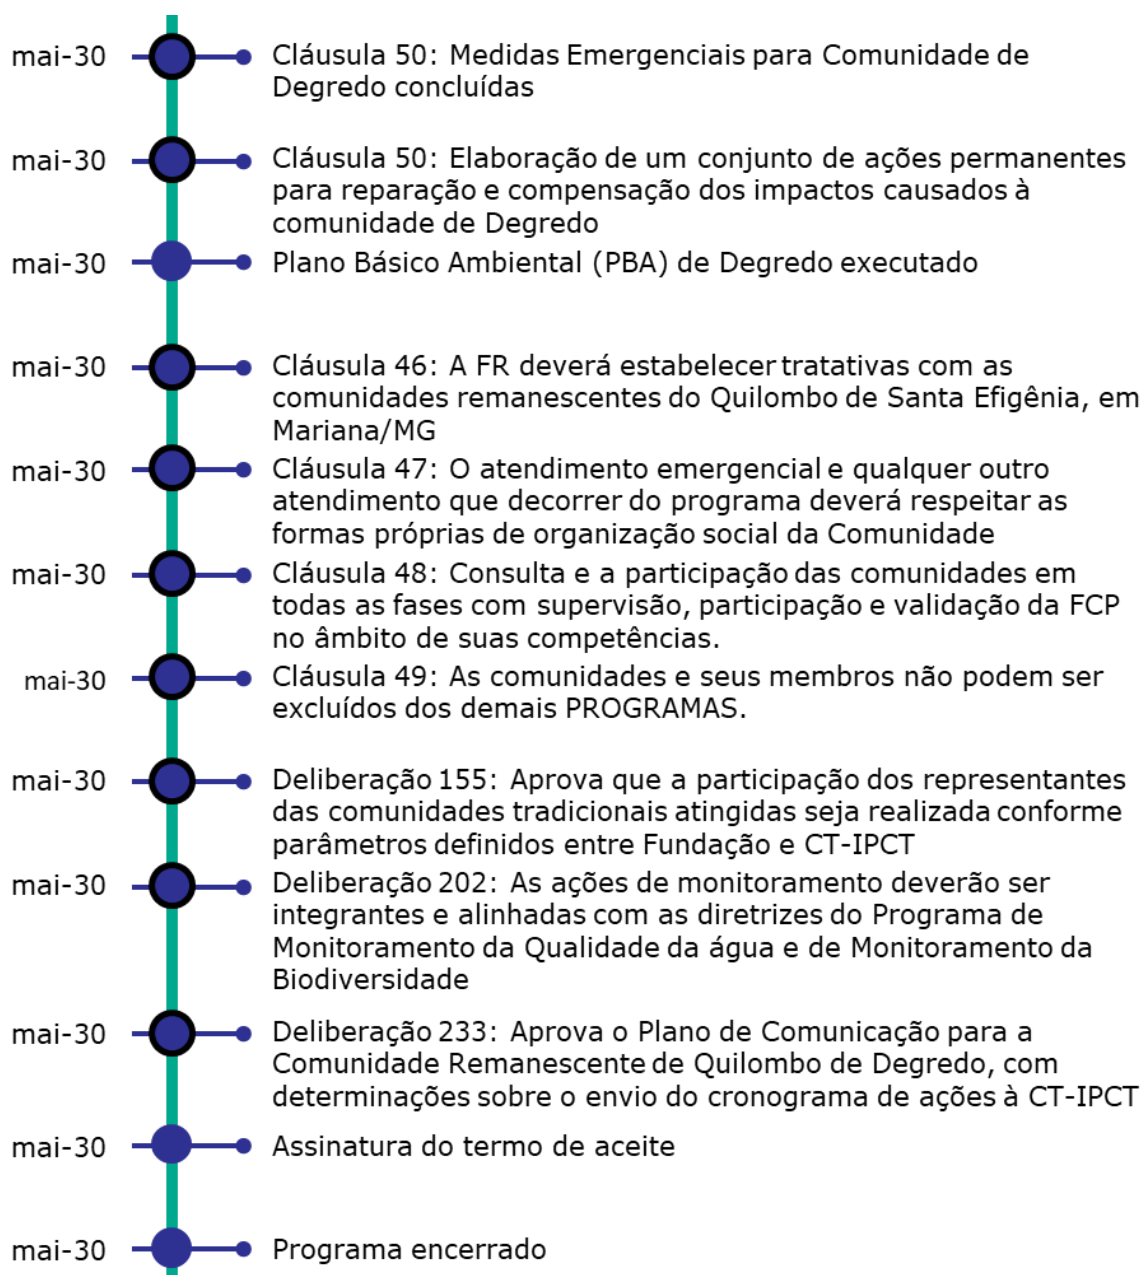 mai-30 Cláusula 50: Medidas Emergenciais para Comunidade de
Degredo concluídas
mai-30 Cláusula 50: Elaboração de um conjunto de ações permanentes
para reparação e compensação dos impactos causados à
comunidade de Degredo
mai-30 Plano Básico Ambiental (PBA) de Degredo executado
mai-30 Cláusula 46: A FR deverá estabelecer tratativas com as
comunidades remanescentes do Quilombo de Santa Efigênia, em
Mariana/MG
mai-30 Cláusula 47: O atendimento emergencial e qualquer outro
atendimento que decorrer do programa deverá respeitar as
formas próprias de organização social da Comunidade
mai-30 Cláusula 48: Consulta e a participação das comunidades em
todas as fases com supervisão, participação e validação da FCP
no âmbito de suas competências.
mai-30 Cláusula 49: As comunidades e seus membros não podem ser
excluídos dos demais PROGRAMAS.
mai-30 Deliberação 155: Aprova que a participação dos representantes
das comunidades tradicionais atingidas seja realizada conforme
parâmetros definidos entre Fundação e CT-IPCT
mai-30 Deliberação 202: As ações de monitoramento deverão ser
integrantes e alinhadas com as diretrizes do Programa de
Monitoramento da Qualidade da água e de Monitoramento da
Biodiversidade
mai-30 Deliberação 233: Aprova o Plano de Comunicação para a
Comunidade Remanescente de Quilombo de Degredo, com
determinações sobre o envio do cronograma de ações à CT-IPCT
mai-30 Assinatura do termo de aceite
mai-30 Programa encerrado